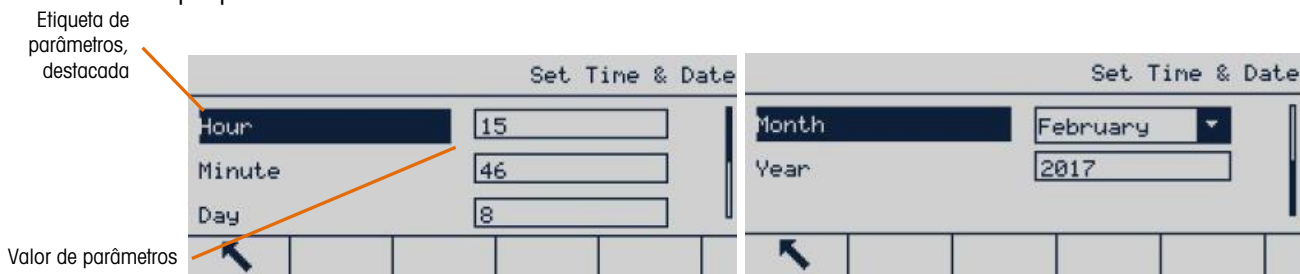 Etiqueta de
parâmetros,
destacada
Set Time & Date
Hour 15
Minute 46
Day 8
Valor de parâmetros
Set Time & Date
Month February
Year 2017